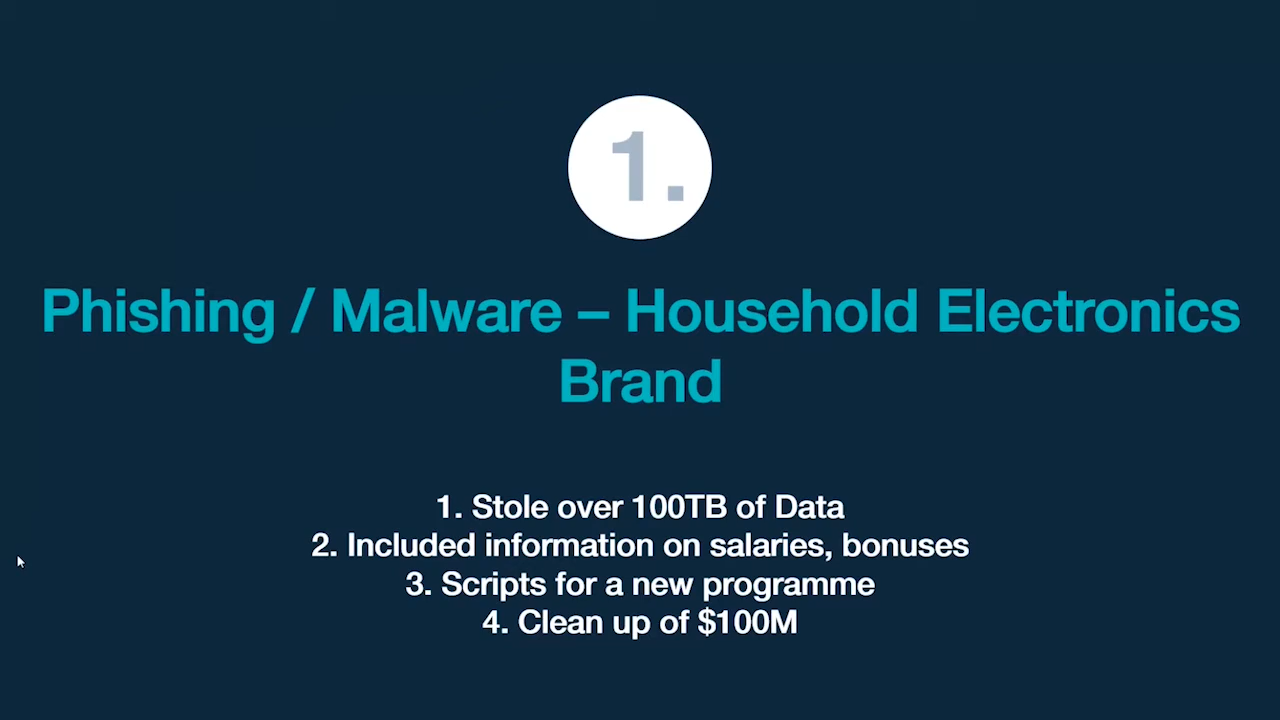 1.
Phishing / Malware – Household Electronics
Brand
1. Stole over 100TB of Data
2. Included information on salaries, bonuses
3. Scripts for a new programme
4. Clean up of $100M